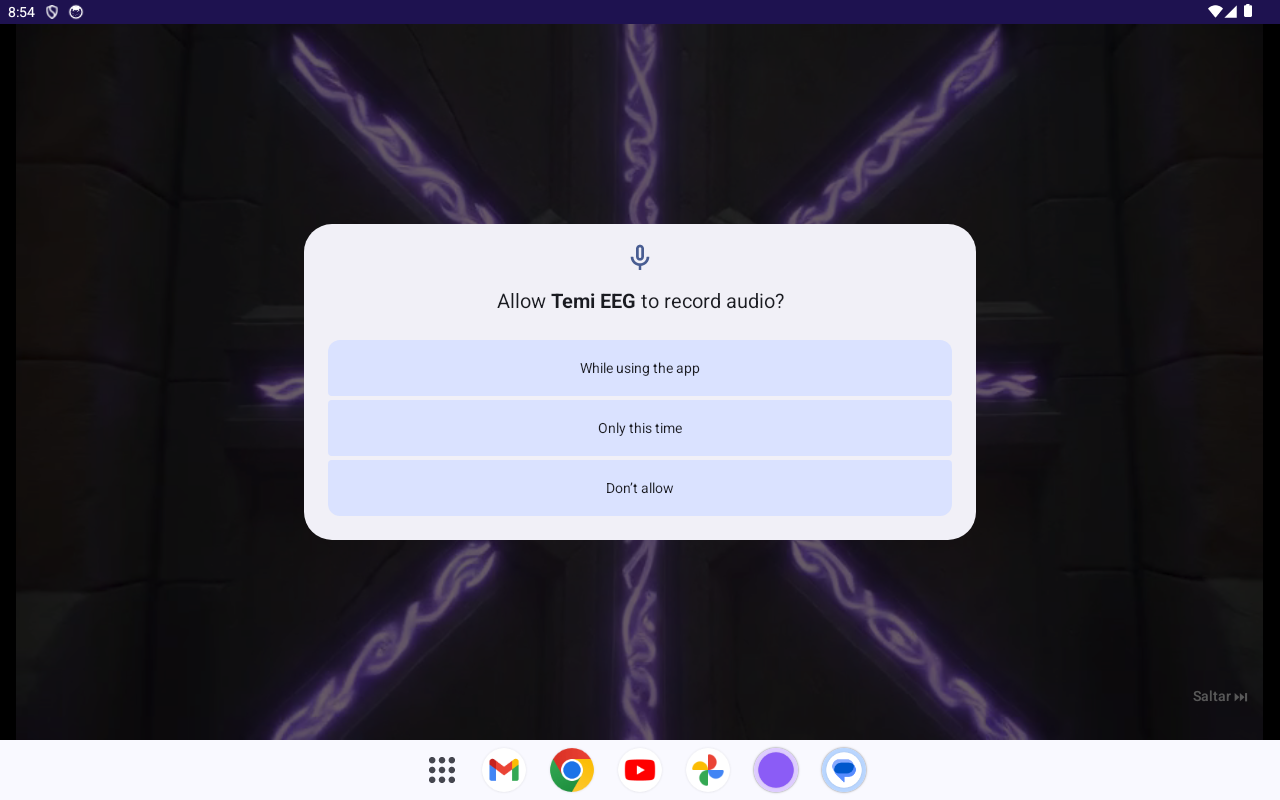 8:54
Allow Temi EEG to record audio?
While using the app
Only this time
Don't allow
Saltar